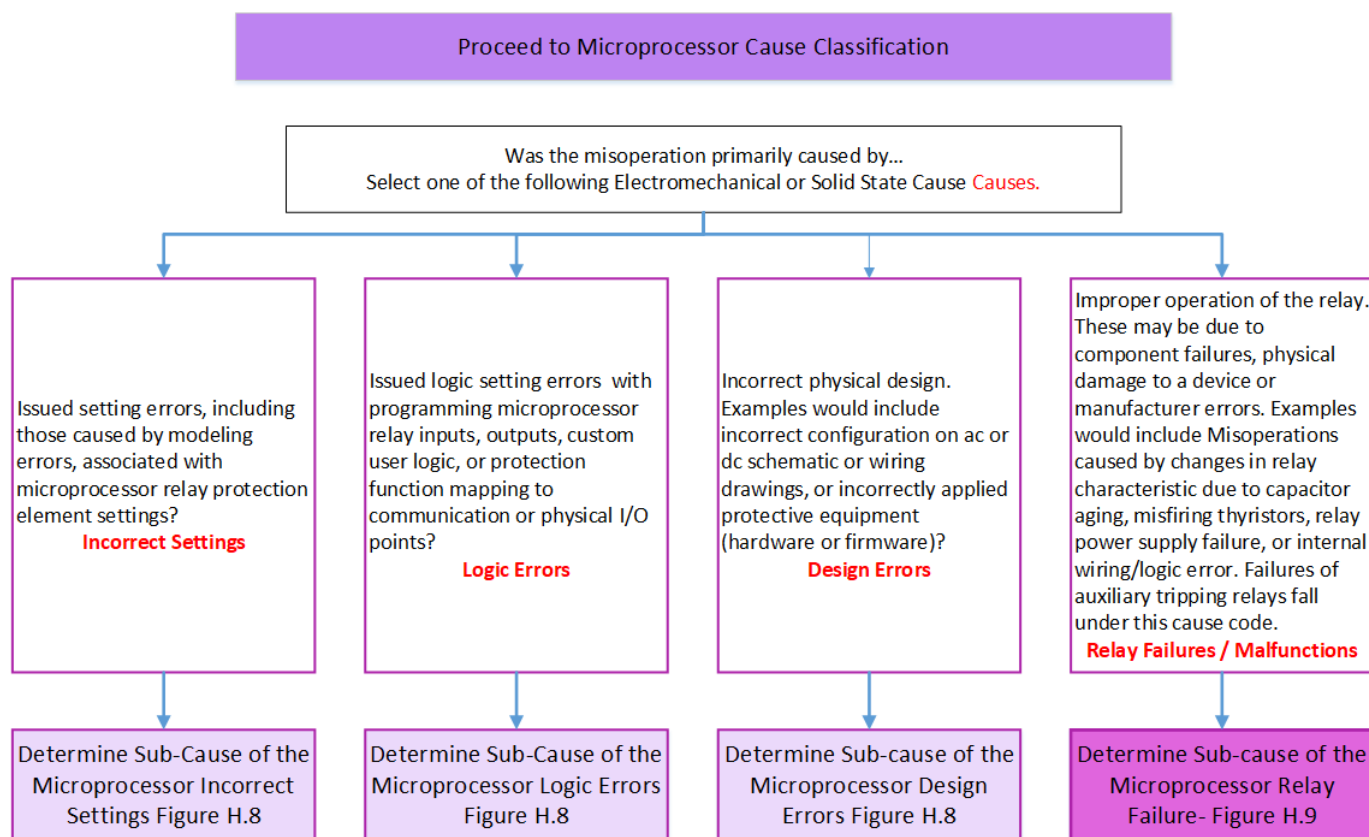 Proceed to Microprocessor Cause Classification
Was the misoperation primarily caused by...
Select one of the following Electromechanical or Solid State Cause Causes.
Issued setting errors, including
those caused by modeling
errors, associated with
microprocessor relay protection
element settings?
Incorrect Settings
Issued logic setting errors with
programming microprocessor
relay inputs, outputs, custom
user logic, or protection
function mapping to
communication or physical I/O
points?
Logic Errors
Incorrect physical design.
Examples would include
incorrect configuration on ac or
dc schematic or wiring
drawings, or incorrectly applied
protective equipment
(hardware or firmware)?
Design Errors
Improper operation of the relay.
These may be due to
component failures, physical
damage to a device or
manufacturer errors. Examples
would include Misoperations
caused by changes in relay
characteristic due to capacitor
aging, misfiring thyristors, relay
power supply failure, or internal
wiring/logic error. Failures of
auxiliary tripping relays fall
under this cause code.
Relay Failures / Malfunctions
Determine Sub-Cause of the
Microprocessor Incorrect
Settings Figure H.8
Determine Sub-Cause of the
Microprocessor Logic Errors
Figure H.8
Determine Sub-cause of the
Microprocessor Design
Errors Figure H.8
Determine Sub-cause of the
Microprocessor Relay
Failure- Figure H.9